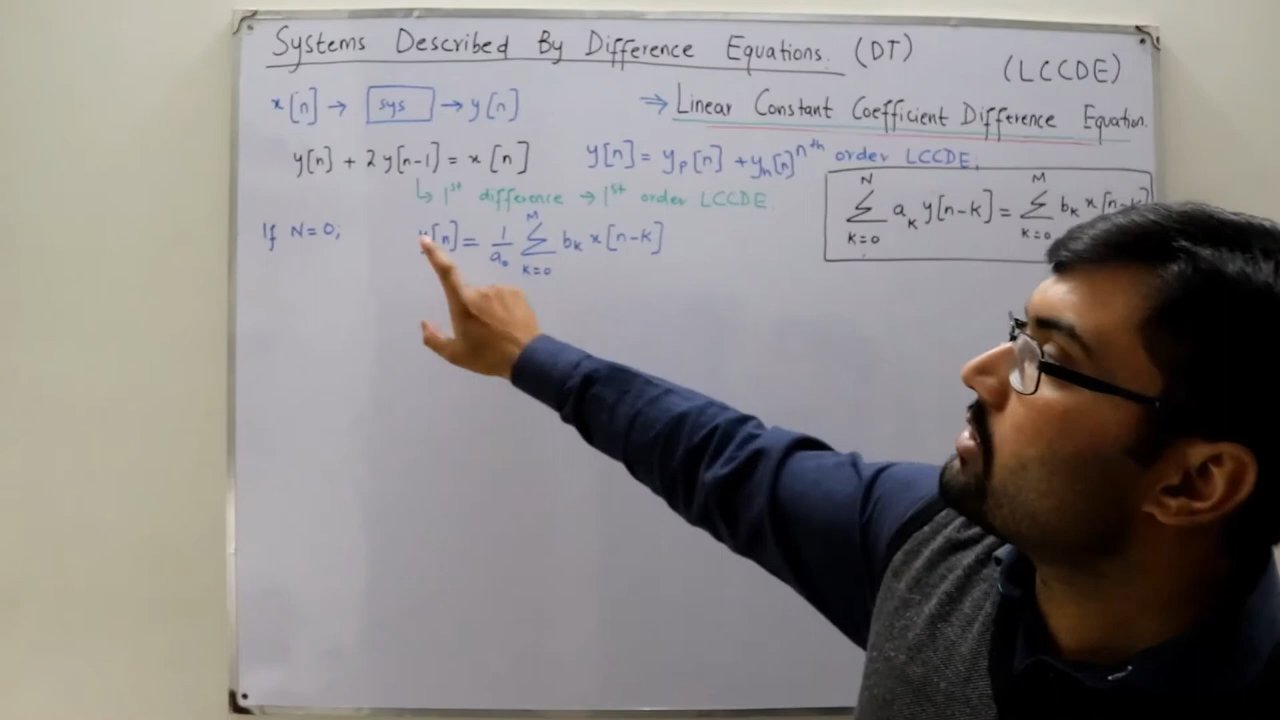 Systems Described By Difference Equations. (DT)
(LCCDE)
x[n] → sys → y[n]
⇒ Linear Constant Coefficient Difference Equation.
y[n] + 2y[n-1] = x[n]
y[n] = y_p[n] + y_h[n]
n^th order LCCDE.
↳ 1^st difference → 1^st order LCCDE
∑_{k=0}^{N} a_k y[n-k] = ∑_{k=0}^{M} b_k x[n-k]
If N=0;
y[n] = 1/a_0 ∑_{k=0}^{M} b_k x[n-k]